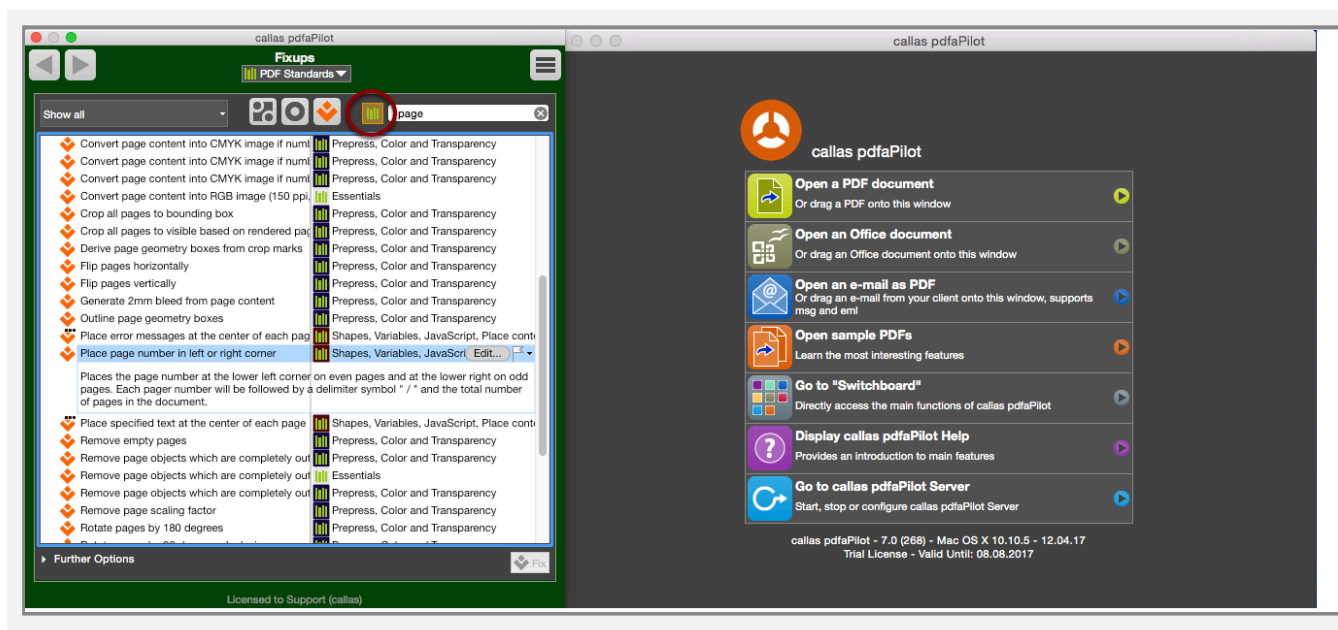 callas pdfaPilot
Fixups
PDF Standards
Show all
page
Convert page content into CMYK image if numb Prepress, Color and Transparency
Convert page content into CMYK image if numb Prepress, Color and Transparency
Convert page content into CMYK image if numb Prepress, Color and Transparency
Convert page content into RGB image (150 ppi, Essentials
Crop all pages to bounding box Prepress, Color and Transparency
Crop all pages to visible based on rendered pag Prepress, Color and Transparency
Derive page geometry boxes from crop marks Prepress, Color and Transparency
Flip pages horizontally Prepress, Color and Transparency
Flip pages vertically Prepress, Color and Transparency
Generate 2mm bleed from page content Prepress, Color and Transparency
Outline page geometry boxes Prepress, Color and Transparency
Place error messages at the center of each pag Shapes, Variables, JavaScript, Place conte
Place page number in left or right corner Shapes, Variables, JavaScri Edit...
Places the page number at the lower left corner on even pages and at the lower right on odd
pages. Each pager number will be followed by a delimiter symbol " / " and the total number
of pages in the document.
Place specified text at the center of each page Shapes, Variables, JavaScript, Place conte
Remove empty pages Prepress, Color and Transparency
Remove page objects which are completely out Prepress, Color and Transparency
Remove page objects which are completely out Essentials
Remove page objects which are completely out Prepress, Color and Transparency
Remove page scaling factor Prepress, Color and Transparency
Rotate pages by 180 degrees Prepress, Color and Transparency
Further Options
Fix
Licensed to Support (callas)
callas pdfaPilot
callas pdfaPilot
Open a PDF document
Or drag a PDF onto this window
Open an Office document
Or drag an Office document onto this window
Open an e-mail as PDF
Or drag an e-mail from your client onto this window, supports
msg and eml
Open sample PDFs
Learn the most interesting features
Go to "Switchboard"
Directly access the main functions of callas pdfaPilot
Display callas pdfaPilot Help
Provides an introduction to main features
Go to callas pdfaPilot Server
Start, stop or configure callas pdfaPilot Server
callas pdfaPilot - 7.0 (268) - Mac OS X 10.10.5 - 12.04.17
Trial License - Valid Until: 08.08.2017